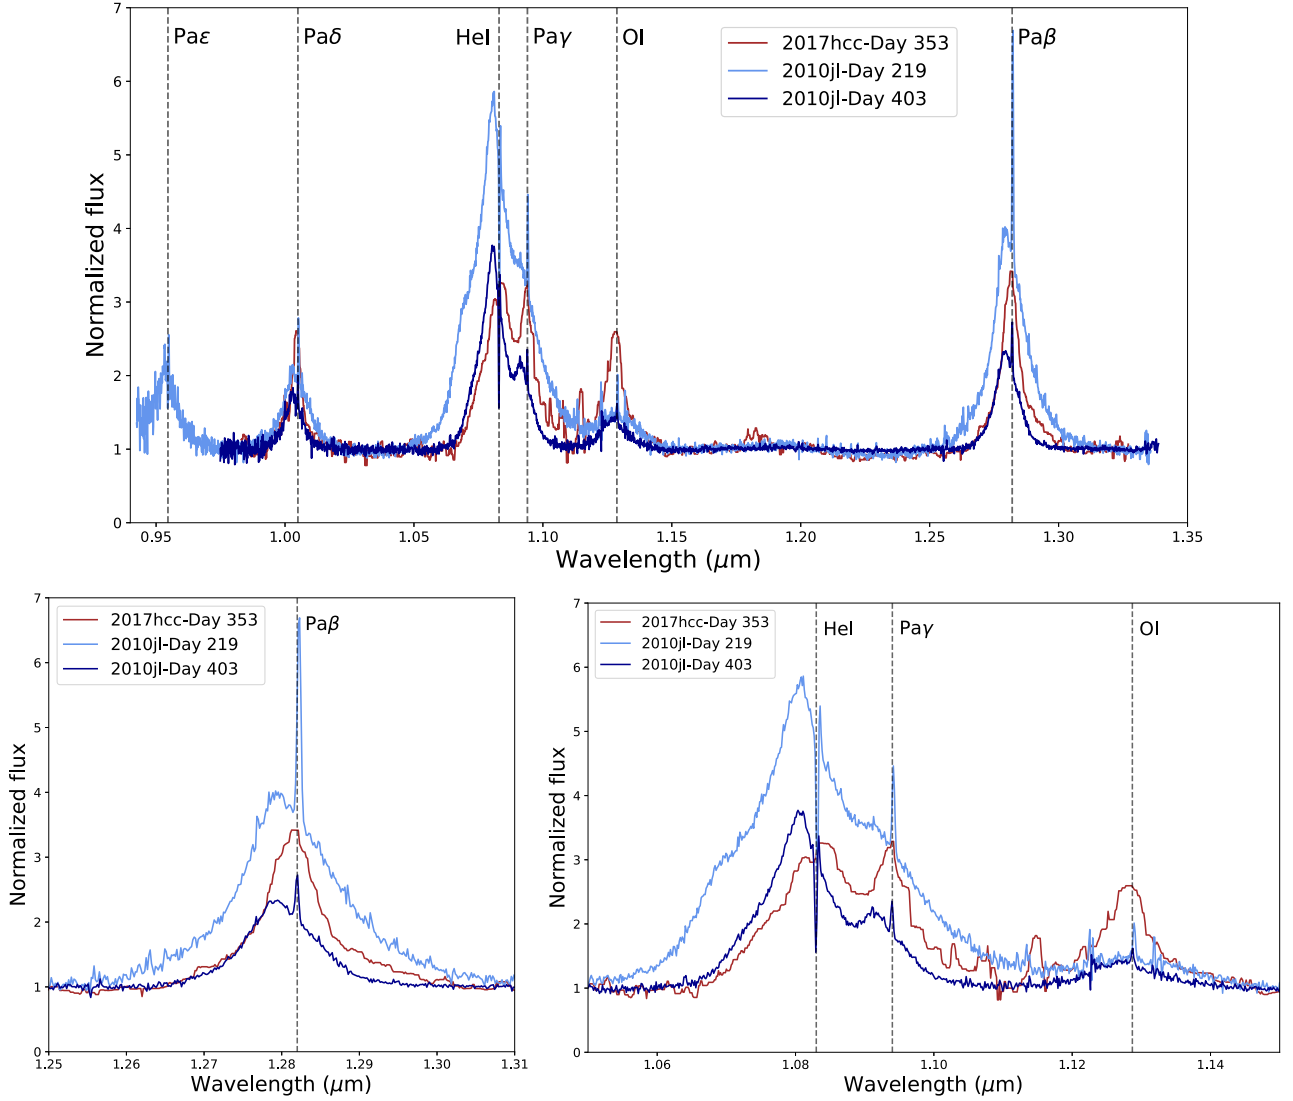 7
6
5
4
3
2
1
0
Normalized flux
Paε
Paδ
HeI
Paγ
OI
Paβ
2017hcc-Day 353
2010jl-Day 219
2010jl-Day 403
0.95 1.00 1.05 1.10 1.15 1.20 1.25 1.30 1.35
Wavelength (μm)
7
6
5
4
3
2
1
0
Normalized flux
2017hcc-Day 353
2010jl-Day 219
2010jl-Day 403
Paβ
1.25 1.26 1.27 1.28 1.29 1.30 1.31
Wavelength (μm)
7
6
5
4
3
2
1
0
Normalized flux
2017hcc-Day 353
2010jl-Day 219
2010jl-Day 403
HeI
Paγ
OI
1.06 1.08 1.10 1.12 1.14
Wavelength (μm)